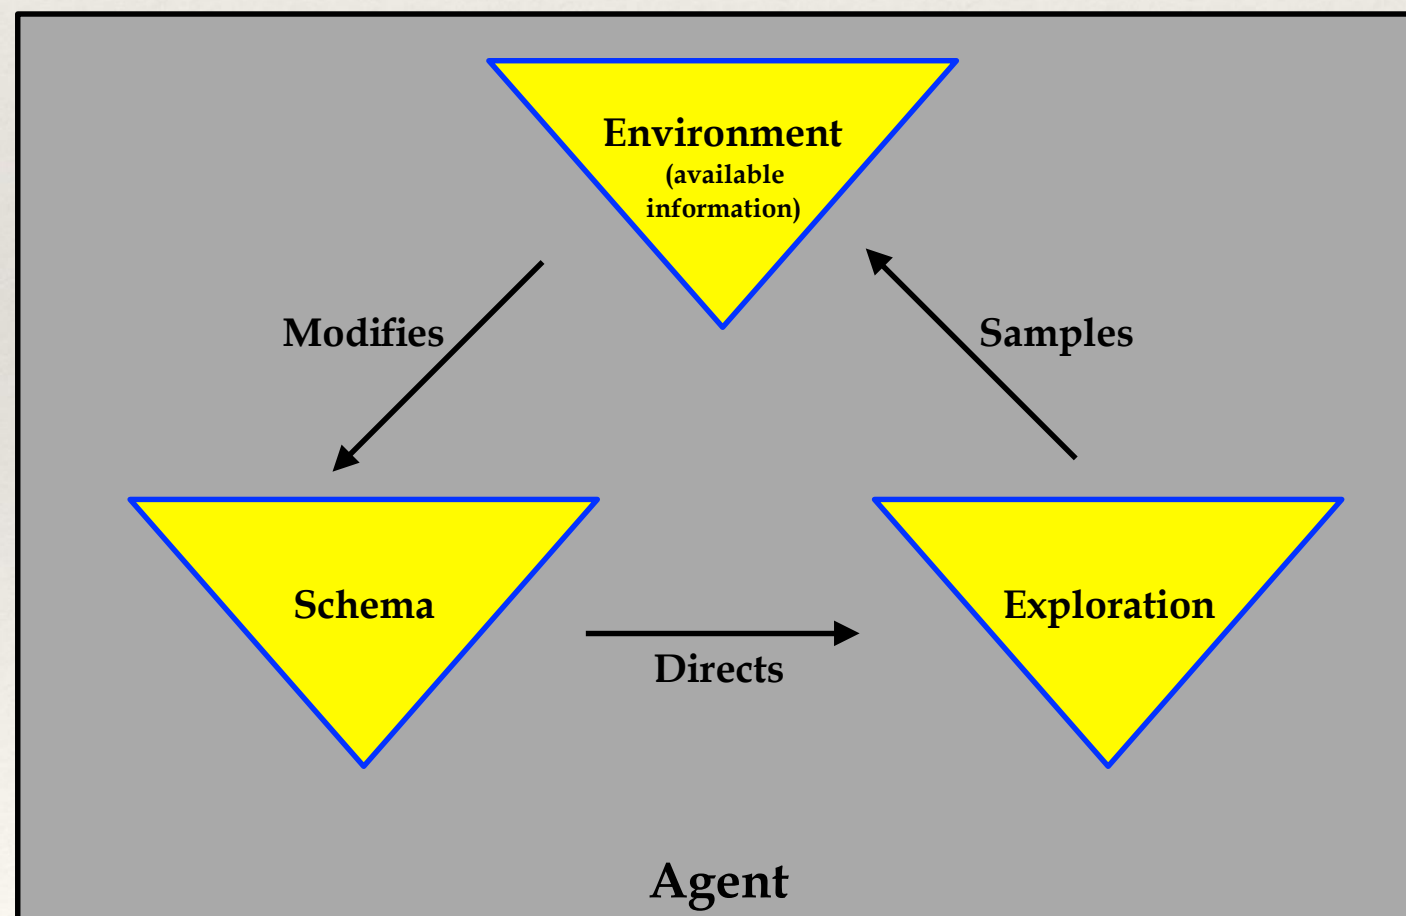 Environment
(available
information)
Modifies
Samples
Schema
Exploration
Directs
Agent